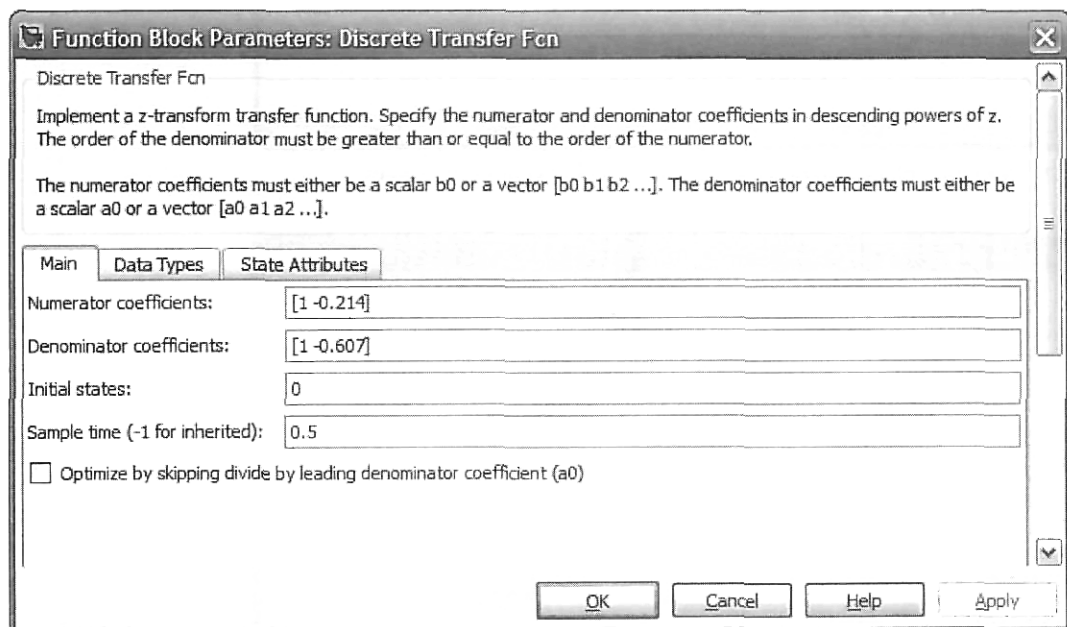 Function Block Parameters: Discrete Transfer Fcn
Discrete Transfer Fcn
Implement a z-transform transfer function. Specify the numerator and denominator coefficients in descending powers of z.
The order of the denominator must be greater than or equal to the order of the numerator.
The numerator coefficients must either be a scalar b0 or a vector [b0 b1 b2 ...]. The denominator coefficients must either be
a scalar a0 or a vector [a0 a1 a2 ...].
Main Data Types State Attributes
Numerator coefficients: [1 -0.214]
Denominator coefficients: [1 -0.607]
Initial states: 0
Sample time (-1 for inherited): 0.5
Optimize by skipping divide by leading denominator coefficient (a0)
OK Cancel Help Apply